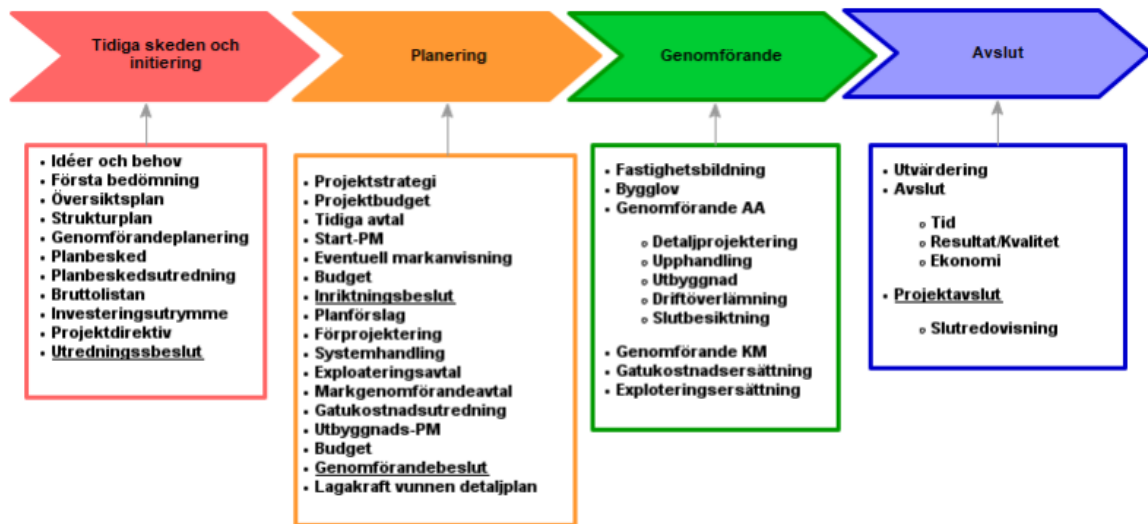 Tidiga skeden och
initiering
Planering
Genomförande
Avslut
Idéer och behov
Första bedömning
Översiktsplan
Strukturplan
Genomförandeplanering
Planbesked
Planbeskedsutredning
Bruttolistan
Investeringsutrymme
Projektdirektiv
Utredningssbeslut
Projektstrategi
Projektbudget
Tidiga avtal
Start-PM
Eventuell markanvisning
Budget
Inriktningsbeslut
Planförslag
Förprojektering
Systemhandling
Exploateringsavtal
Markgenomförandeavtal
Gatukostnadsutredning
Utbyggnads-PM
Budget
Genomförandebeslut
Lagakraft vunnen detaljplan
Fastighetsbildning
Bygglov
Genomförande AA
Detaljprojektering
Upphandling
Utbyggnad
Driftöverlämning
Slutbesiktning
Genomförande KM
Gatukostnadsersättning
Exploteringsersättning
Utvärdering
Avslut
Tid
Resultat/Kvalitet
Ekonomi
Projektavslut
Slutredovisning